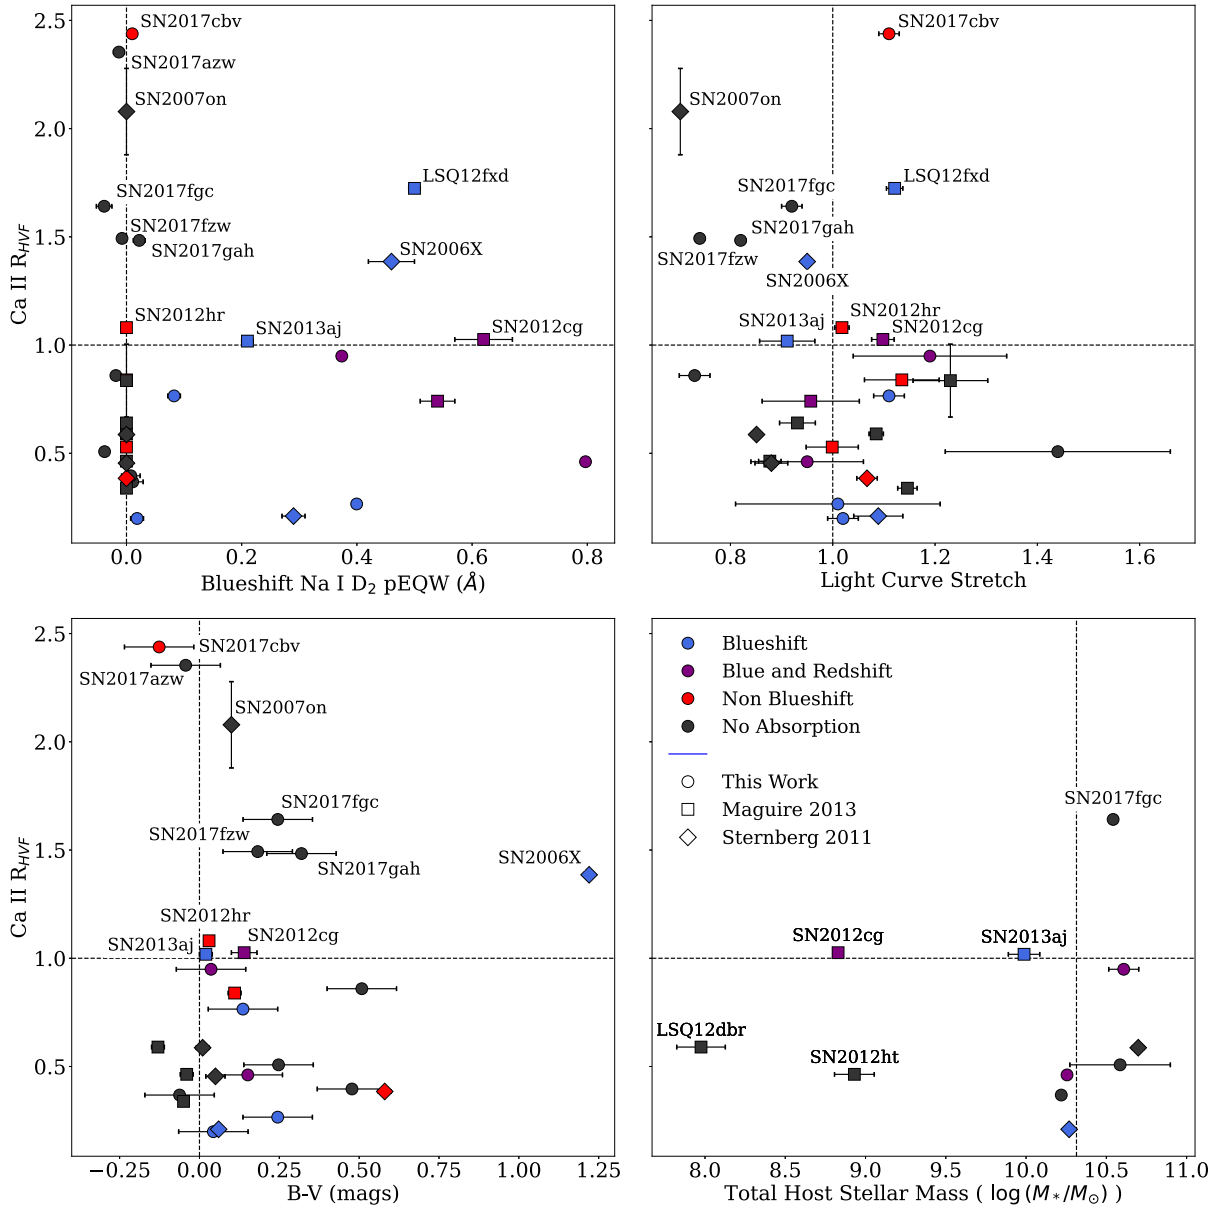 2.5
2.0
1.5
1.0
0.5
Ca II R_HVF
SN2017cbv
SN2017azw
SN2007on
LSQ12fxd
SN2017fgc
SN2017fzw
SN2017gah
SN2006X
SN2012hr
SN2013aj
SN2012cg
0.0 0.2 0.4 0.6 0.8
Blueshift Na I D₂ pEQW (Å)
SN2017cbv
SN2007on
LSQ12fxd
SN2017fgc
SN2017gah
SN2017fzw
SN2006X
SN2012hr
SN2013aj
SN2012cg
0.8 1.0 1.2 1.4 1.6
Light Curve Stretch
2.5
2.0
1.5
1.0
0.5
Ca II R_HVF
SN2017cbv
SN2017azw
SN2007on
SN2017fgc
SN2017fzw
SN2017gah
SN2006X
SN2012hr
SN2013aj
SN2012cg
−0.25 0.00 0.25 0.50 0.75 1.00 1.25
B-V (mags)
Blueshift
Blue and Redshift
Non Blueshift
No Absorption
This Work
Maguire 2013
Sternberg 2011
SN2017fgc
SN2012cg
SN2013aj
LSQ12dbr
SN2012ht
8.0 8.5 9.0 9.5 10.0 10.5 11.0
Total Host Stellar Mass ( log (M_*/M_⊙) )